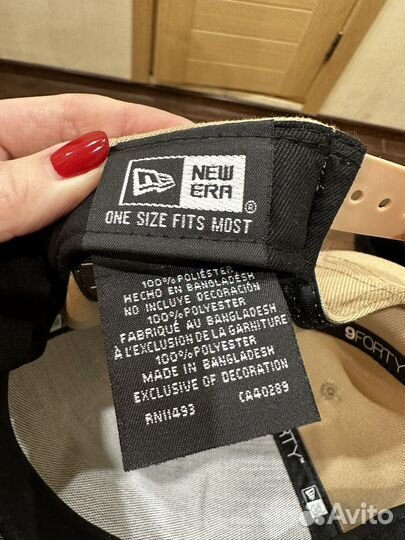 NEW
ERA
®
ONE SIZE FITS MOST
100% POLIÉSTER
HECHO EN BANGLADESH
NO INCLUYE DECORACIÓN
100% POLYESTER
FABRIQUÉ AU BANGLADESH
À L'EXCLUSION DE LA GARNITURE
100% POLYESTER
MADE IN BANGLADESH
EXCLUSIVE OF DECORATION
RN11493 CA40289
9FORTY
FORTY
Avito